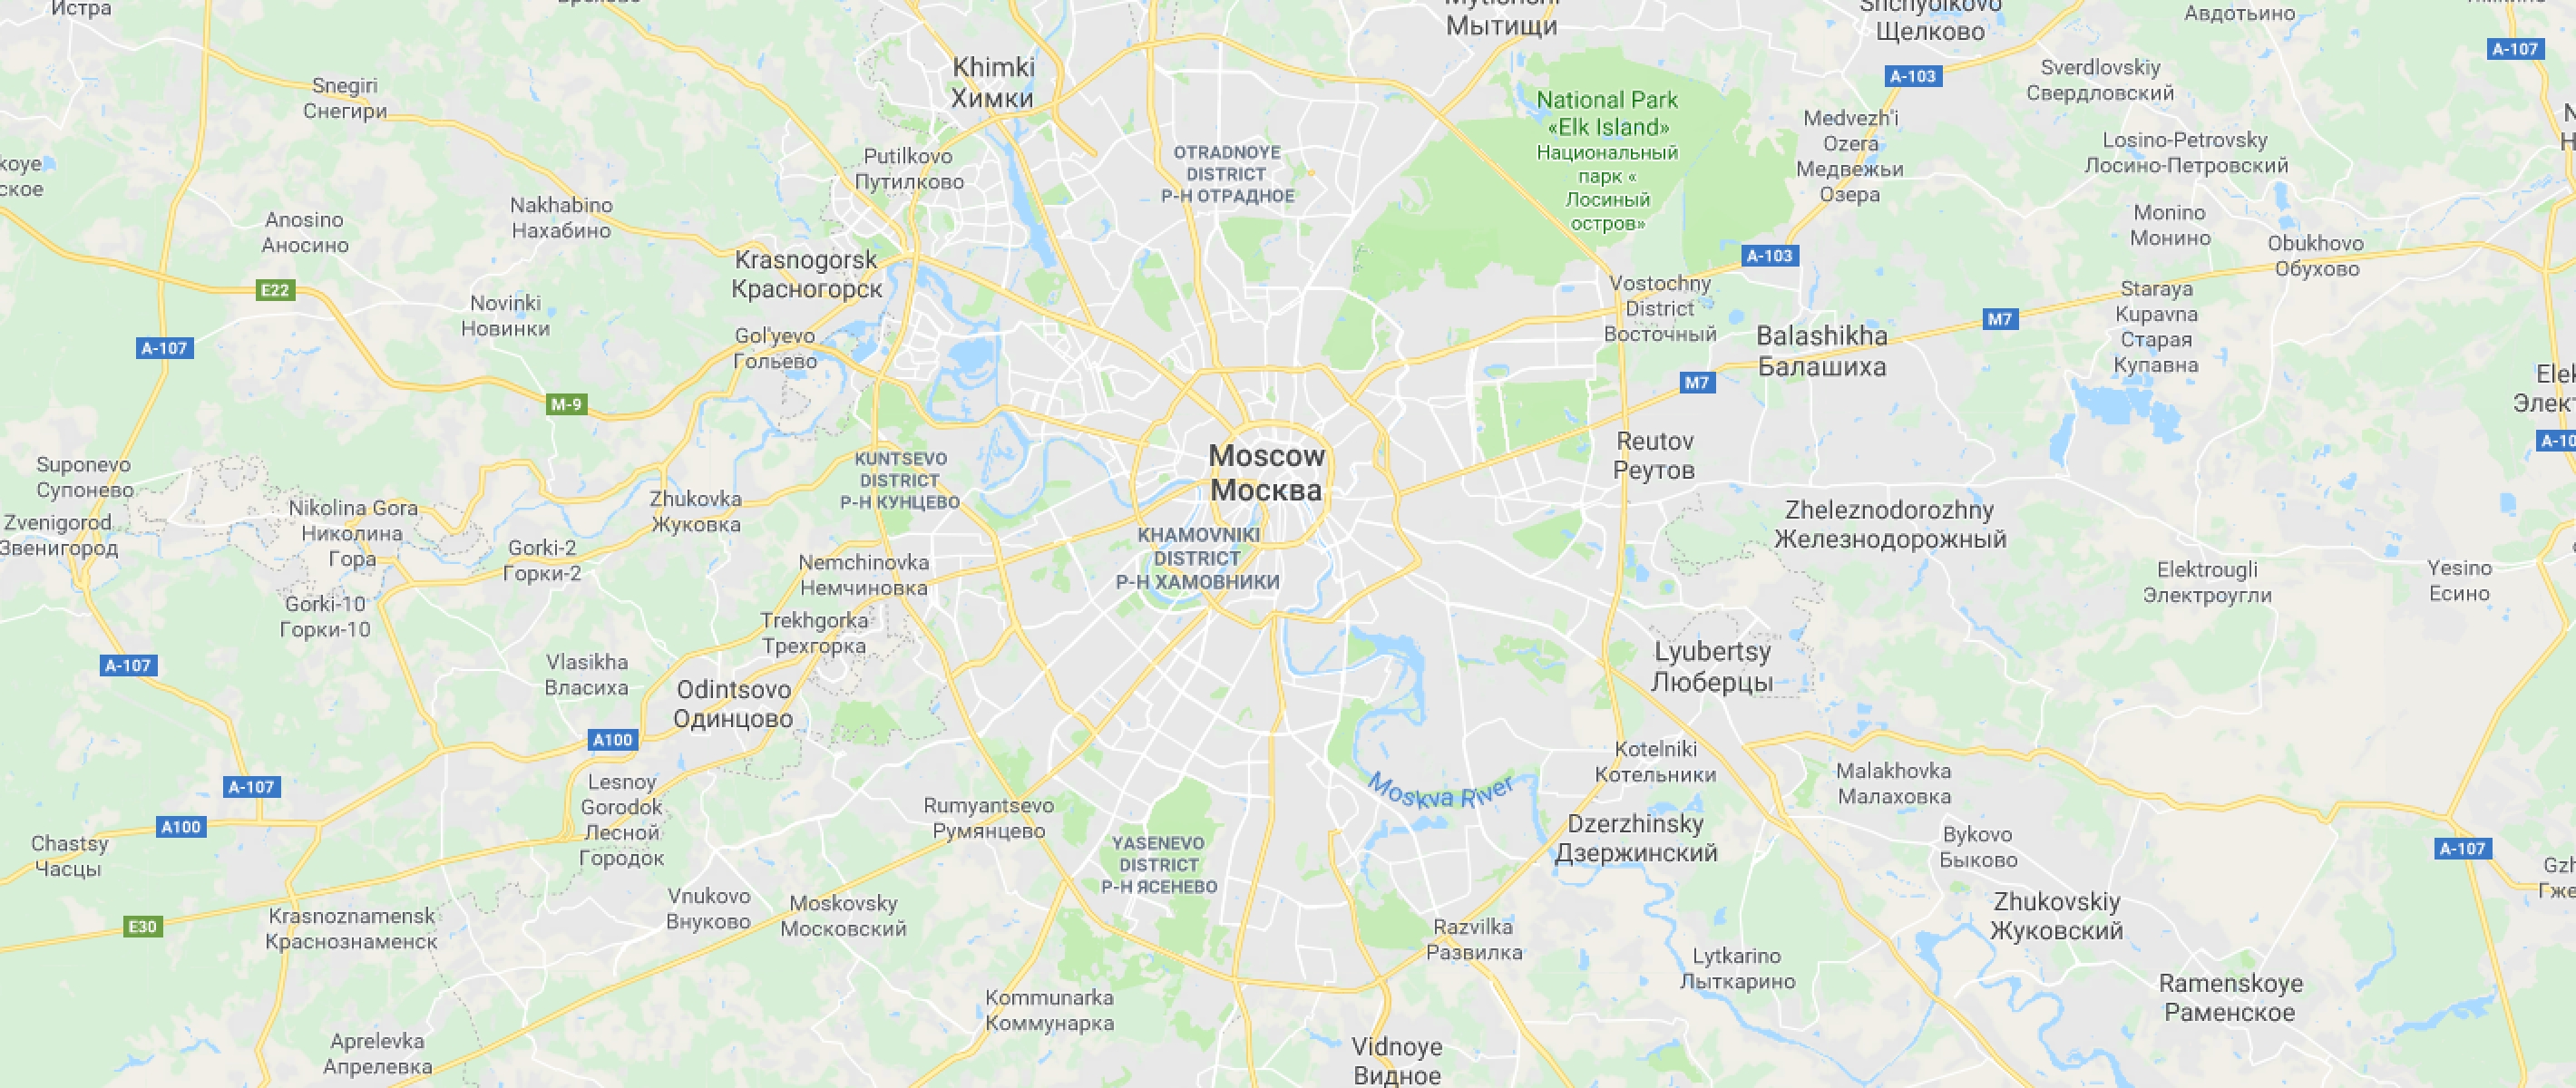 Истра
Мытищи
Щелково
Авдотьино
A-107
Khimki
Химки
A-103
Sverdlovskiy
Свердловский
Snegiri
Снегири
National Park
«Elk Island»
Национальный
парк «
Лосиный
остров»
Medvezh'i
Ozera
Медвежьи
Озера
Losino-Petrovsky
Лосино-Петровский
Putilkovo
Путилково
OTRADNOYE
DISTRICT
Р-Н ОТРАДНОЕ
koye
ское
Anosino
Аносино
Nakhabino
Нахабино
Monino
Монино
Obukhovo
Обухово
A-103
Krasnogorsk
Красногорск
E22
Novinki
Новинки
Vostochny
District
Восточный
Staraya
Kupavna
Старая
Купавна
M7
A-107
Gol'yevo
Гольево
Balashikha
Балашиха
M7
M-9
Moscow
Москва
Reutov
Реутов
Suponevo
Супонево
KUNTSEVO
DISTRICT
Р-Н КУНЦЕВО
Zhukovka
Жуковка
Nikolina Gora
Николина
Гора
Zvenigorod
Звенигород
Zheleznodorozhny
Железнодорожный
Gorki-2
Горки-2
KHAMOVNIKI
DISTRICT
Р-Н ХАМОВНИКИ
Nemchinovka
Немчиновка
Elektrougli
Электроугли
Yesino
Есино
Gorki-10
Горки-10
Trekhgorka
Трехгорка
A-107
Vlasikha
Власиха
Lyubertsy
Люберцы
Odintsovo
Одинцово
A100
Kotelniki
Котельники
Malakhovka
Малаховка
A-107
Lesnoy
Gorodok
Лесной
Городок
Moskva River
Rumyantsevo
Румянцево
A100
Dzerzhinsky
Дзержинский
Bykovo
Быково
Chastsy
Часцы
YASENEVO
DISTRICT
Р-Н ЯСЕНЕВО
A-107
Vnukovo
Внуково
Moskovsky
Московский
Zhukovskiy
Жуковский
E30
Krasnoznamensk
Краснознаменск
Razvilka
Развилка
Lytkarino
Лыткарино
Ramenskoye
Раменское
Kommunarka
Коммунарка
Aprelevka
Апрелевка
Vidnoye
Видное